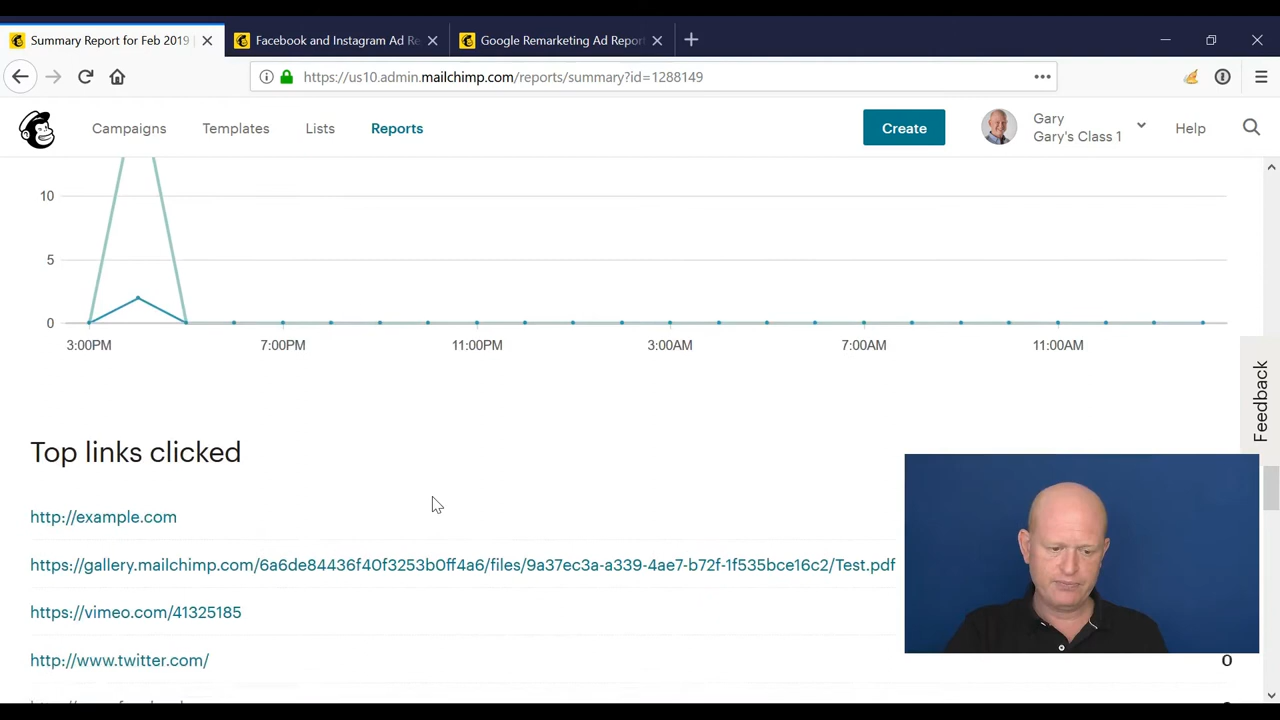 Summary Report for Feb 2019
Facebook and Instagram Ad Re
Google Remarketing Ad Repor
https://us10.admin.mailchimp.com/reports/summary?id=1288149
Campaigns
Templates
Lists
Reports
Create
Gary
Gary's Class 1
Help
10
5
0
3:00PM
7:00PM
11:00PM
3:00AM
7:00AM
11:00AM
Feedback
Top links clicked
http://example.com
https://gallery.mailchimp.com/6a6de84436f40f3253b0ff4a6/files/9a37ec3a-a339-4ae7-b72f-1f535bce16c2/Test.pdf
https://vimeo.com/41325185
http://www.twitter.com/
0